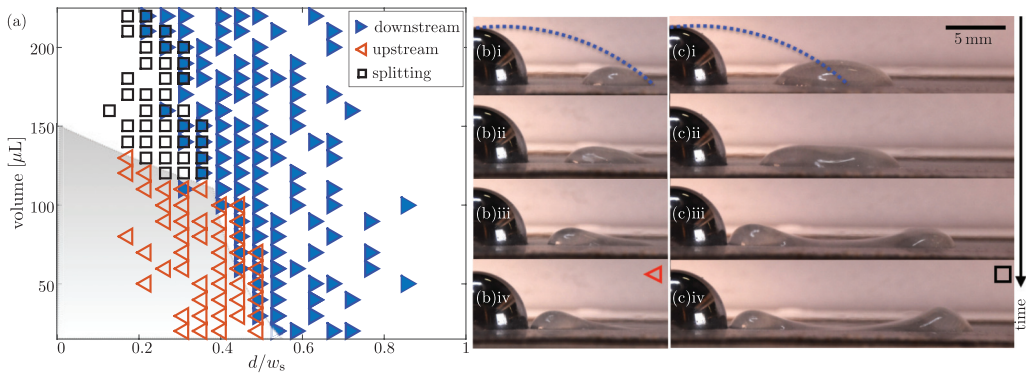 (a)
downstream
upstream
splitting
volume [μL]
200
150
100
50
0
0.2
0.4
0.6
0.8
1
d/wₛ
(b)i
(b)ii
(b)iii
(b)iv
(c)i
5 mm
(c)ii
(c)iii
(c)iv
time